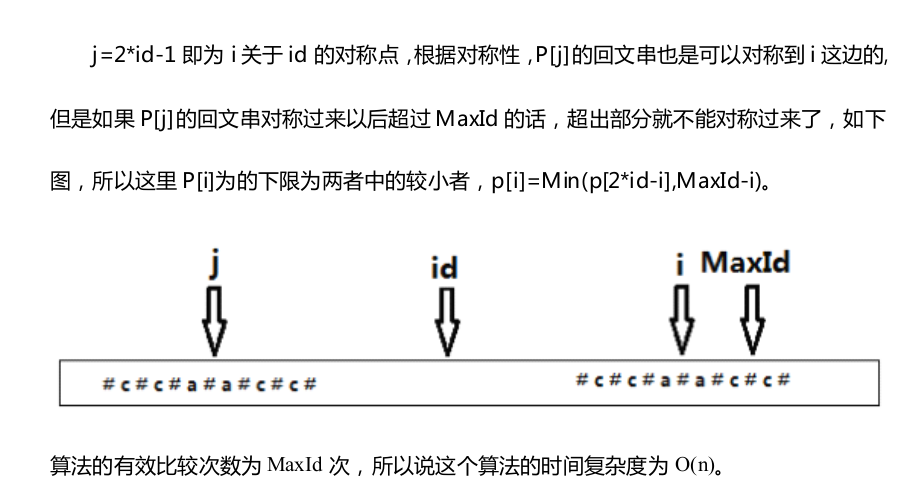 j=2*id-1 即为 i 关于 id 的对称点，根据对称性，P[j]的回文串也是可以对称到 i 这边的,
但是如果 P[j]的回文串对称过来以后超过 MaxId 的话，超出部分就不能对称过来了，如下
图，所以这里 P[i]为的下限为两者中的较小者，p[i]=Min(p[2*id-i],MaxId-i)。
j id i MaxId
#c#c#a#a#c#c# #c#c#a#a#c#c#
算法的有效比较次数为 MaxId 次，所以说这个算法的时间复杂度为 O(n)。